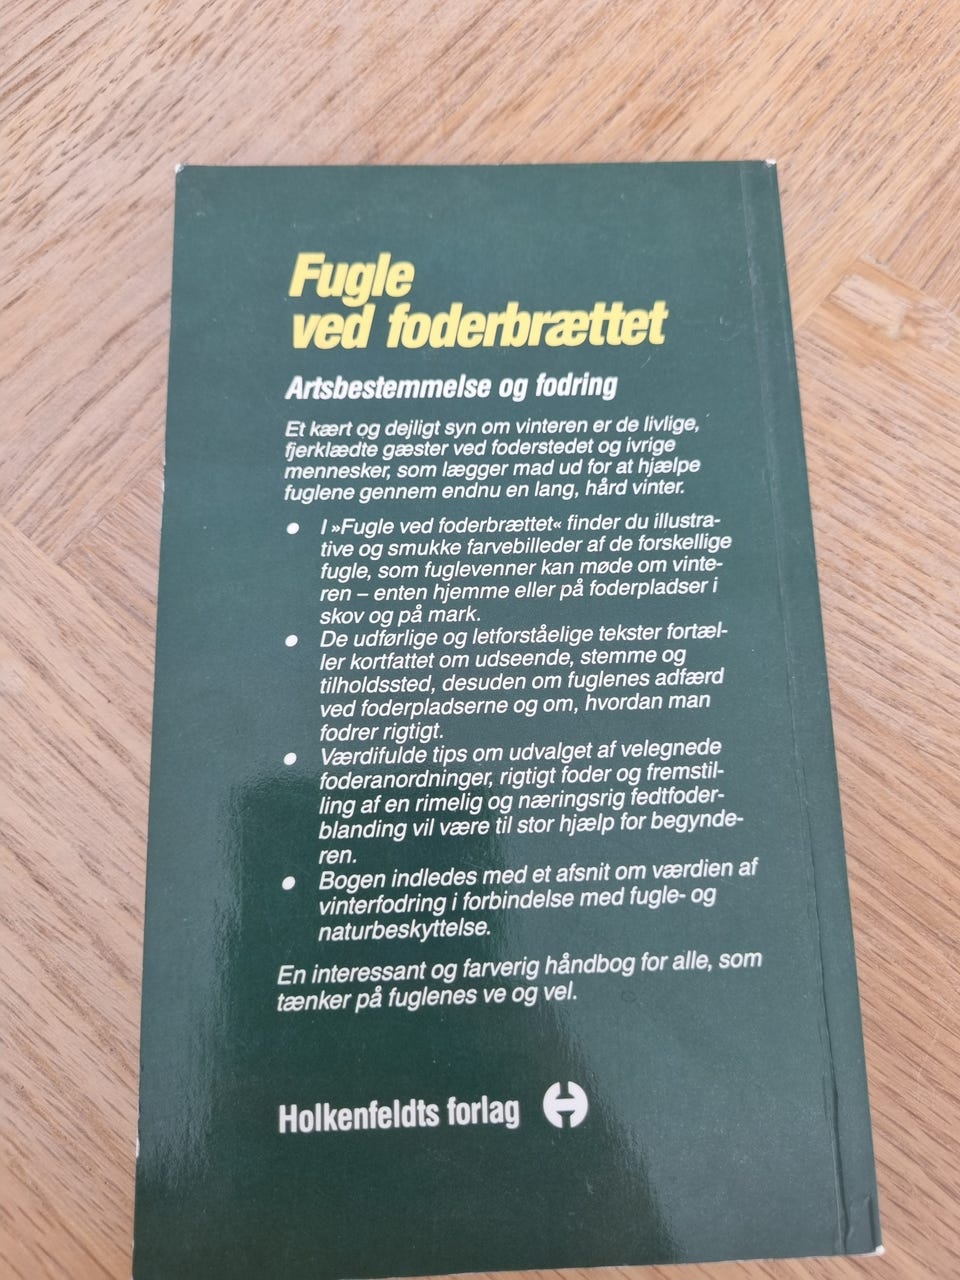 Fugle
ved foderbrættet
Artsbestemmelse og fodring
Et kært og dejligt syn om vinteren er de livlige,
fjerklædte gæster ved foderstedet og ivrige
mennesker, som lægger mad ud for at hjælpe
fuglene gennem endnu en lang, hård vinter.
● I »Fugle ved foderbrættet« finder du illustra-
tive og smukke farvebilleder af de forskellige
fugle, som fuglevenner kan møde om vinte-
ren – enten hjemme eller på foderpladser i
skov og på mark.
● De udførlige og letforståelige tekster fortæl-
ler kortfattet om udseende, stemme og
tilholdssted, desuden om fuglenes adfærd
ved foderpladserne og om, hvordan man
fodrer rigtigt.
● Værdifulde tips om udvalget af velegnede
foderanordninger, rigtigt foder og fremstil-
ling af en rimelig og næringsrig fedtfoder-
blanding vil være til stor hjælp for begynde-
ren.
● Bogen indledes med et afsnit om værdien af
vinterfodring i forbindelse med fugle- og
naturbeskyttelse.
En interessant og farverig håndbog for alle, som
tænker på fuglenes ve og vel.
Holkenfeldts forlag